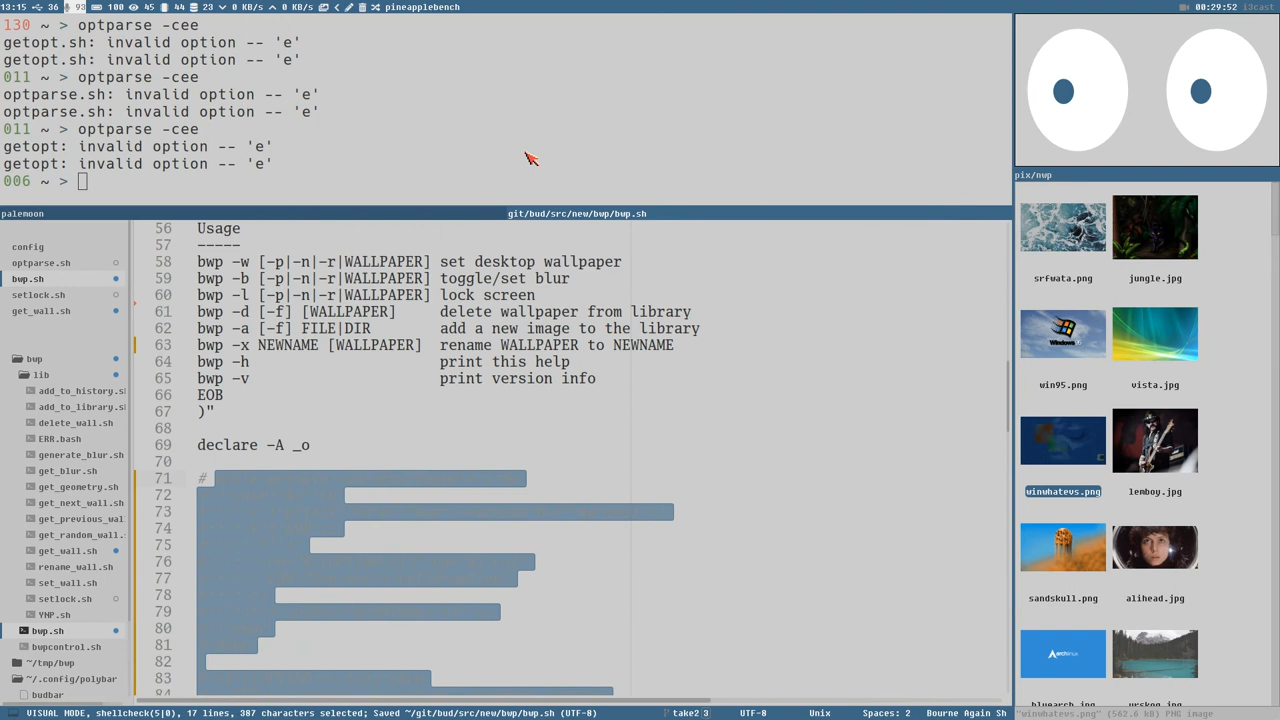 13:15 36 93 100 45 44 23 0 KB/s 0 KB/s pineapplebench
00:29:52 i3cast
130 ~ > optparse -cee
getopt.sh: invalid option -- 'e'
getopt.sh: invalid option -- 'e'
011 ~ > optparse -cee
optparse.sh: invalid option -- 'e'
optparse.sh: invalid option -- 'e'
011 ~ > optparse -cee
getopt: invalid option -- 'e'
getopt: invalid option -- 'e'
006 ~ >
pix/nwp
srfwata.png jungle.jpg
win95.png vista.jpg
winwhatevs.png lemboy.jpg
sandskull.png alihead.jpg
archlinux
"winwhatevs.png" (562.6 kB) PNG image
palemoon git/bud/src/new/bwp/bwp.sh
config
optparse.sh
bwp.sh
setlock.sh
get_wall.sh
bwp
lib
add_to_history.s
add_to_library.s
delete_wall.sh
ERR.bash
generate_blur.sh
get_blur.sh
get_geometry.sh
get_next_wall.sh
get_previous_wal
get_random_wall.
get_wall.sh
rename_wall.sh
set_wall.sh
setlock.sh
YNP.sh
bwp.sh
bwpcontrol.sh
~/tmp/bwp
~/.config/polybar
budbar
56 Usage
57 -----
58 bwp -w [-p|-n|-r|WALLPAPER] set desktop wallpaper
59 bwp -b [-p|-n|-r|WALLPAPER] toggle/set blur
60 bwp -l [-p|-n|-r|WALLPAPER] lock screen
61 bwp -d [-f] [WALLPAPER] delete wallpaper from library
62 bwp -a [-f] FILE|DIR add a new image to the library
63 bwp -x NEWNAME [WALLPAPER] rename WALLPAPER to NEWNAME
64 bwp -h print this help
65 bwp -v print version info
66 EOB
67 )"
68
69 declare -A _o
70
71 #
72
73
74
75
76
77
78
79
80
81
82
83
84
VISUAL MODE, shellcheck(5|0), 17 lines, 387 characters selected; Saved ~/git/bud/src/new/bwp/bwp.sh (UTF-8) take2 3 UTF-8 Unix Spaces: 2 Bourne Again Sh